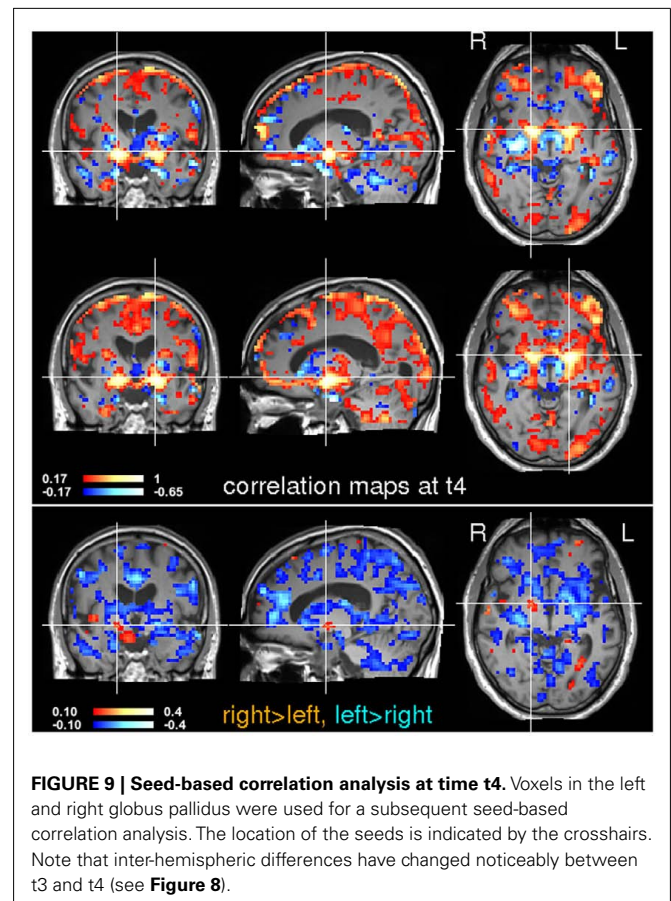 R L
0.17 1
-0.17 -0.65
correlation maps at t4
R L
0.10 0.4
-0.10 -0.4
right>left, left>right
FIGURE 9 | Seed-based correlation analysis at time t4. Voxels in the left
and right globus pallidus were used for a subsequent seed-based
correlation analysis. The location of the seeds is indicated by the crosshairs.
Note that inter-hemispheric differences have changed noticeably between
t3 and t4 (see Figure 8).